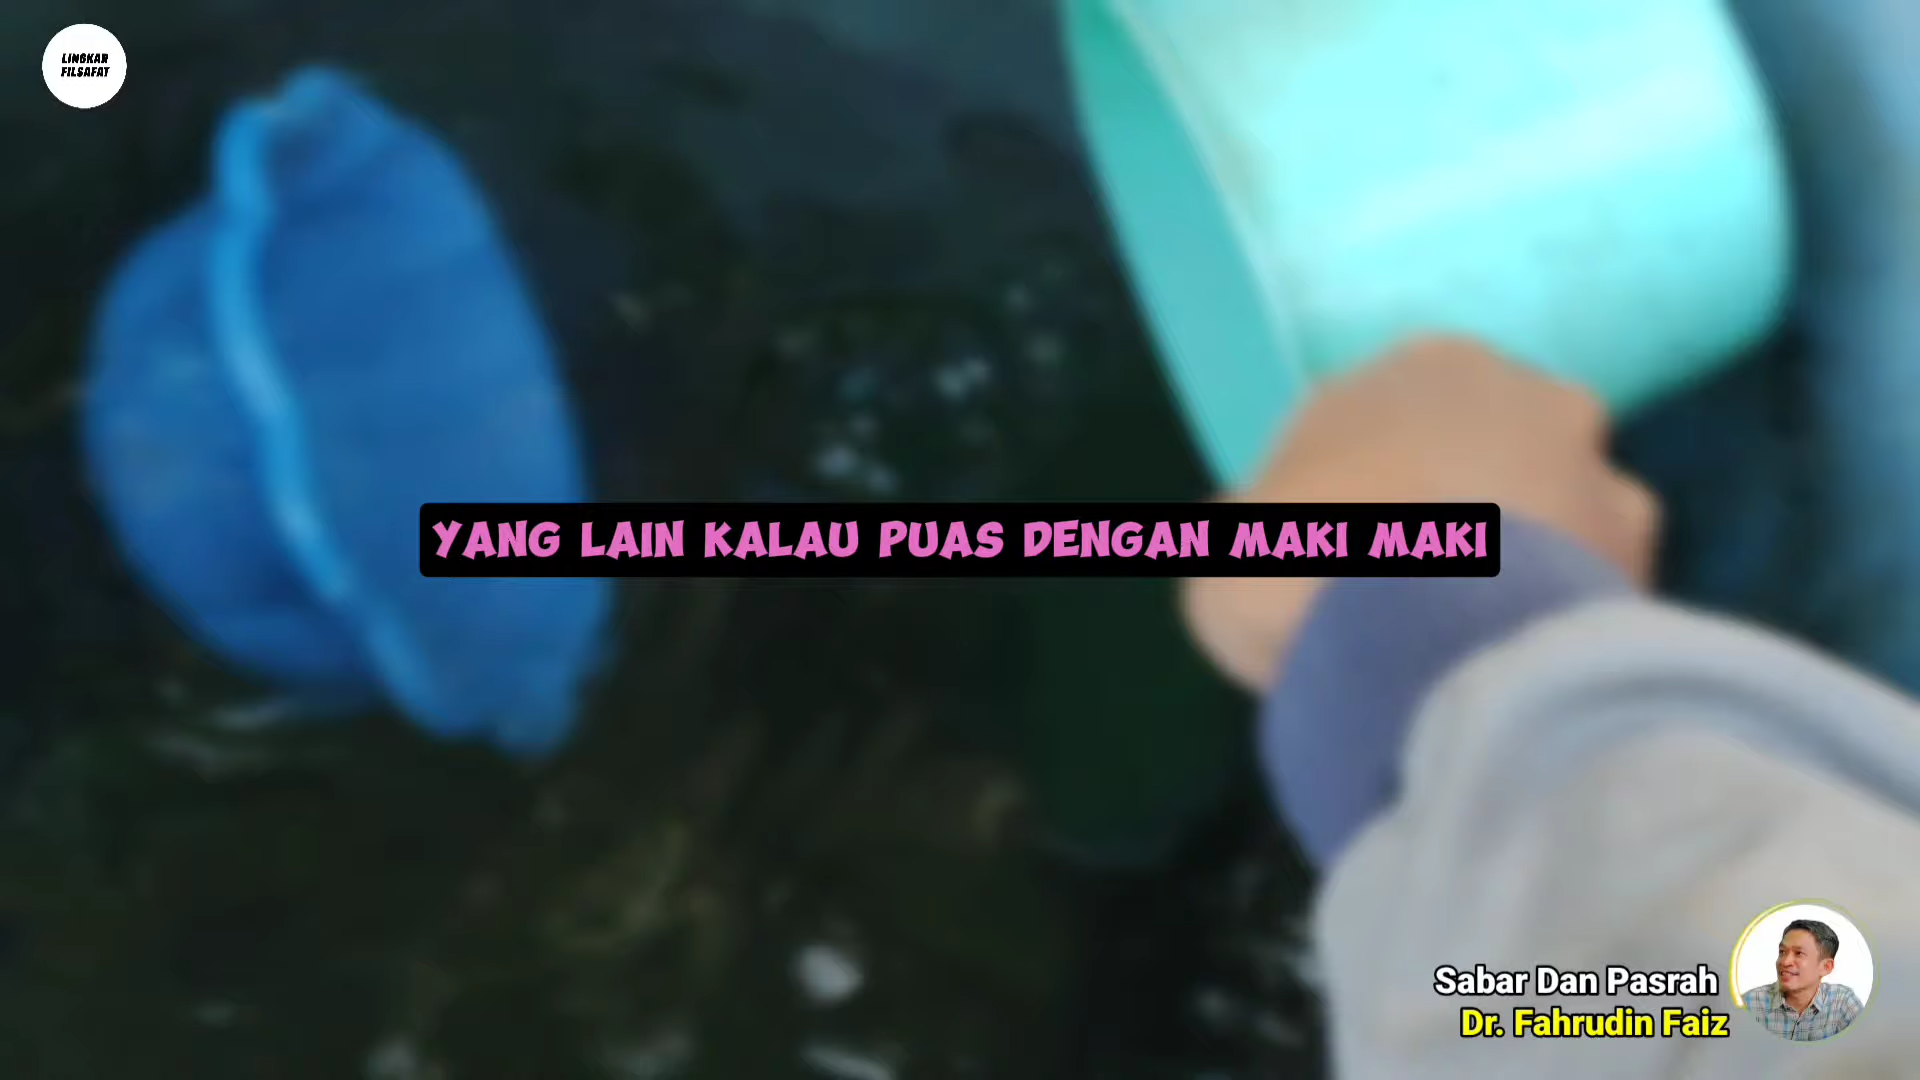 LINGKAR
FILSAFAT
YANG LAIN KALAU PUAS DENGAN MAKI MAKI
Sabar Dan Pasrah
Dr. Fahrudin Faiz